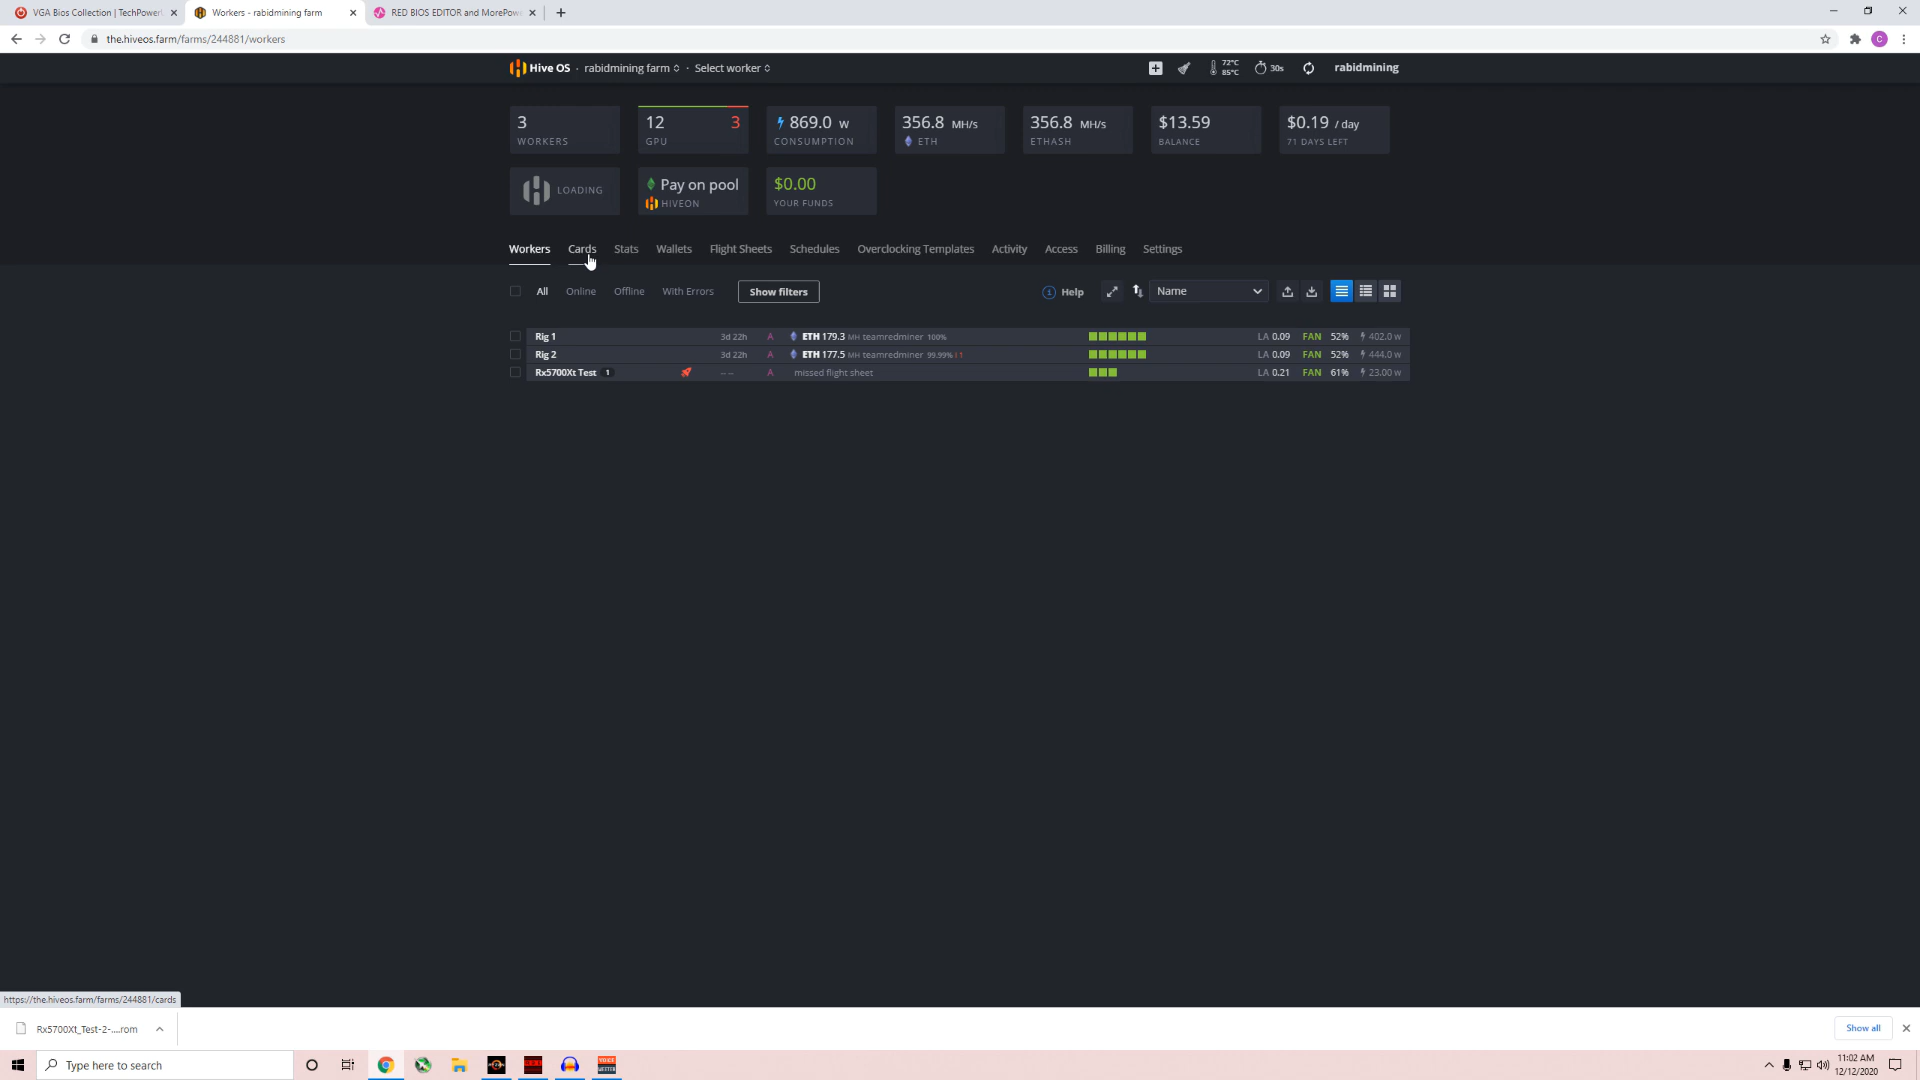 VGA Bios Collection | TechPower
Workers - rabidmining farm
RED BIOS EDITOR and MorePow
the.hiveos.farm/farms/244881/workers
Hive OS · rabidmining farm · Select worker
72°C
85°C
30s
rabidmining
3
WORKERS
12 3
GPU
869.0 W
CONSUMPTION
356.8 MH/s
ETH
356.8 MH/s
ETHASH
$13.59
BALANCE
$0.19 / day
71 DAYS LEFT
LOADING
Pay on pool
HIVEON
$0.00
YOUR FUNDS
Workers Cards Stats Wallets Flight Sheets Schedules Overclocking Templates Activity Access Billing Settings
All Online Offline With Errors Show filters Help Name
Rig 1 3d 22h A ETH 179.3 MH teamredminer 100% LA 0.09 FAN 52% 402.0 w
Rig 2 3d 22h A ETH 177.5 MH teamredminer 99.99% | 1 LA 0.09 FAN 52% 444.0 w
Rx5700Xt Test 1 -- -- A missed flight sheet LA 0.21 FAN 61% 23.00 w
https://the.hiveos.farm/farms/244881/cards
Rx5700Xt_Test-2-....rom
Show all
Type here to search
11:02 AM
12/12/2020